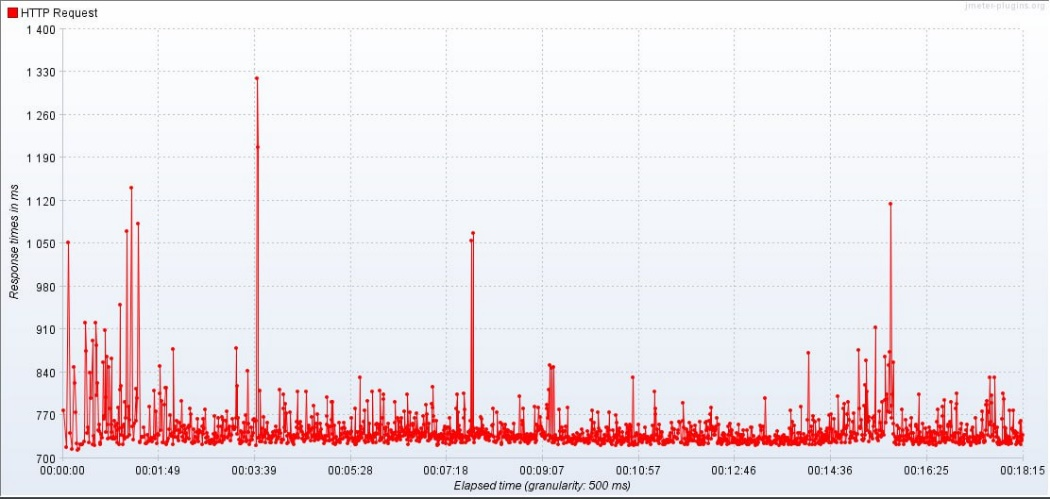 HTTP Request
jmeter-plugins.org
1 400
1 330
1 260
1 190
1 120
1 050
980
910
840
770
700
Response times in ms
00:00:00 00:01:49 00:03:39 00:05:28 00:07:18 00:09:07 00:10:57 00:12:46 00:14:36 00:16:25 00:18:15
Elapsed time (granularity: 500 ms)